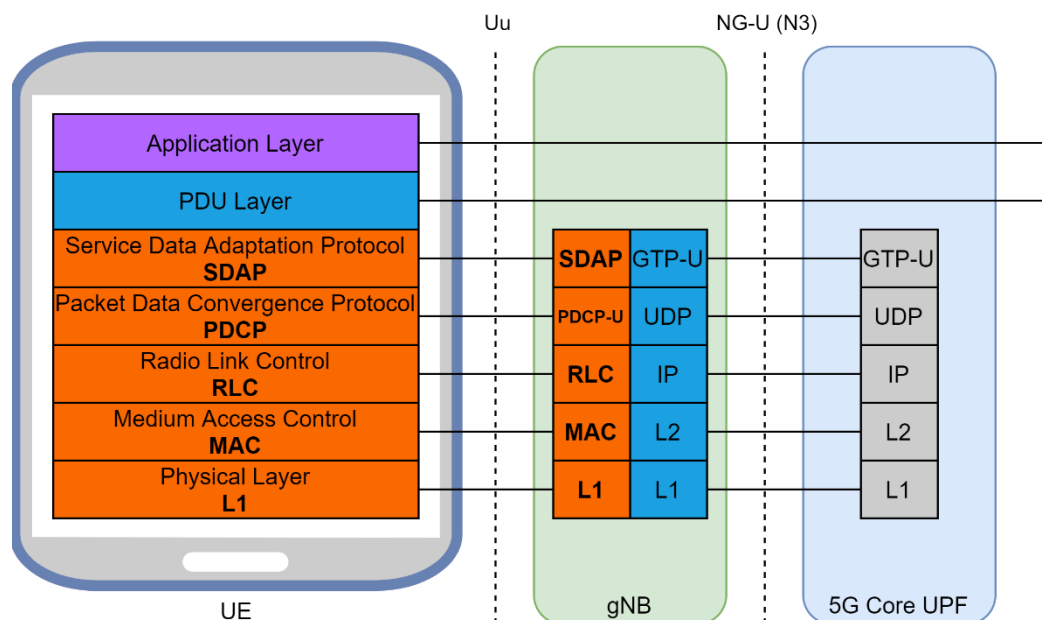 Uu
NG-U (N3)
Application Layer
PDU Layer
Service Data Adaptation Protocol
SDAP
SDAP
GTP-U
GTP-U
Packet Data Convergence Protocol
PDCP
PDCP-U
UDP
UDP
Radio Link Control
RLC
RLC
IP
IP
Medium Access Control
MAC
MAC
L2
L2
Physical Layer
L1
L1
L1
L1
UE
gNB
5G Core UPF